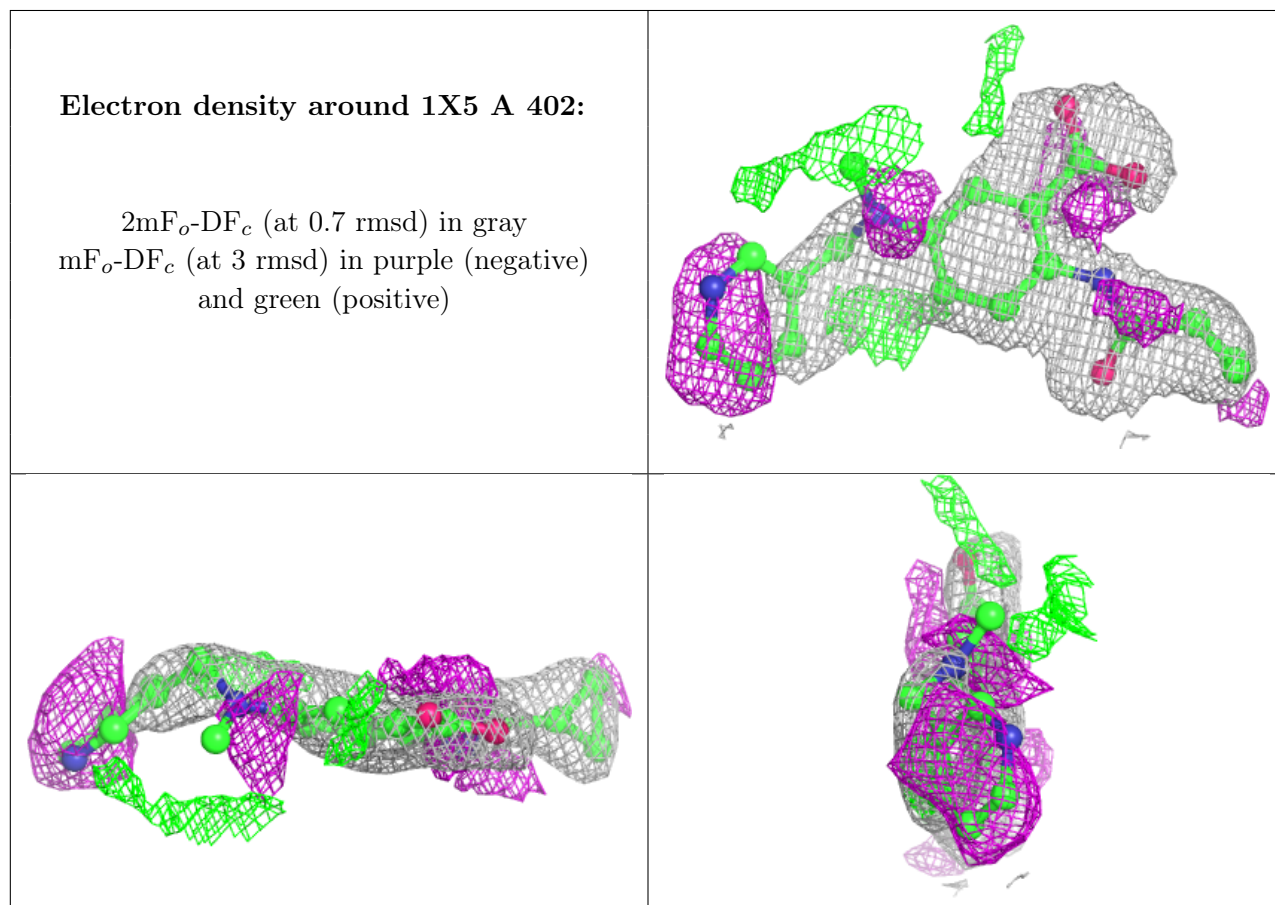 Electron density around 1X5 A 402:
2mFo-DFc (at 0.7 rmsd) in gray
mFo-DFc (at 3 rmsd) in purple (negative)
and green (positive)